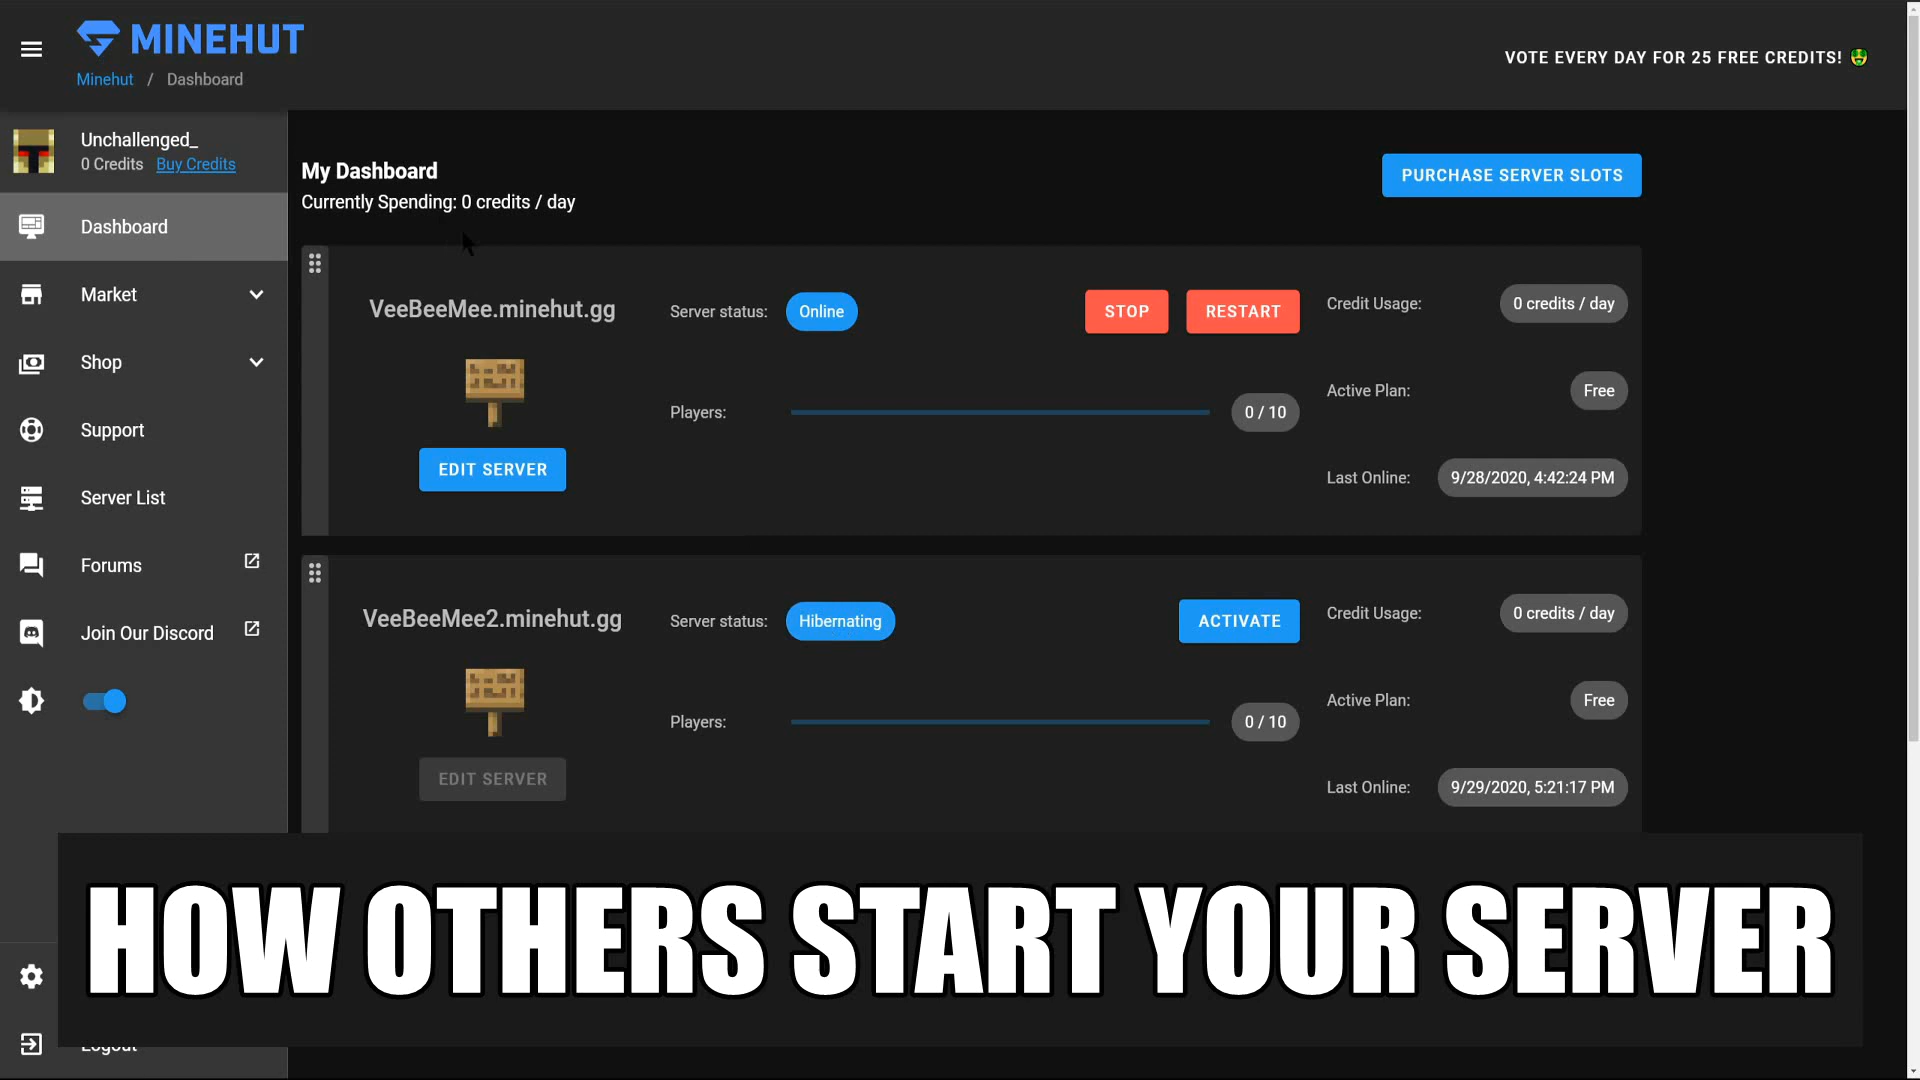 MINEHUT
Minehut / Dashboard
VOTE EVERY DAY FOR 25 FREE CREDITS! 🤑
Unchallenged_
0 Credits Buy Credits
Dashboard
Market
Shop
Support
Server List
Forums
Join Our Discord
Logout
My Dashboard
Currently Spending: 0 credits / day
PURCHASE SERVER SLOTS
VeeBeeMee.minehut.gg
EDIT SERVER
Server status: Online
STOP RESTART
Players: 0 / 10
Credit Usage: 0 credits / day
Active Plan: Free
Last Online: 9/28/2020, 4:42:24 PM
VeeBeeMee2.minehut.gg
EDIT SERVER
Server status: Hibernating
ACTIVATE
Players: 0 / 10
Credit Usage: 0 credits / day
Active Plan: Free
Last Online: 9/29/2020, 5:21:17 PM
HOW OTHERS START YOUR SERVER